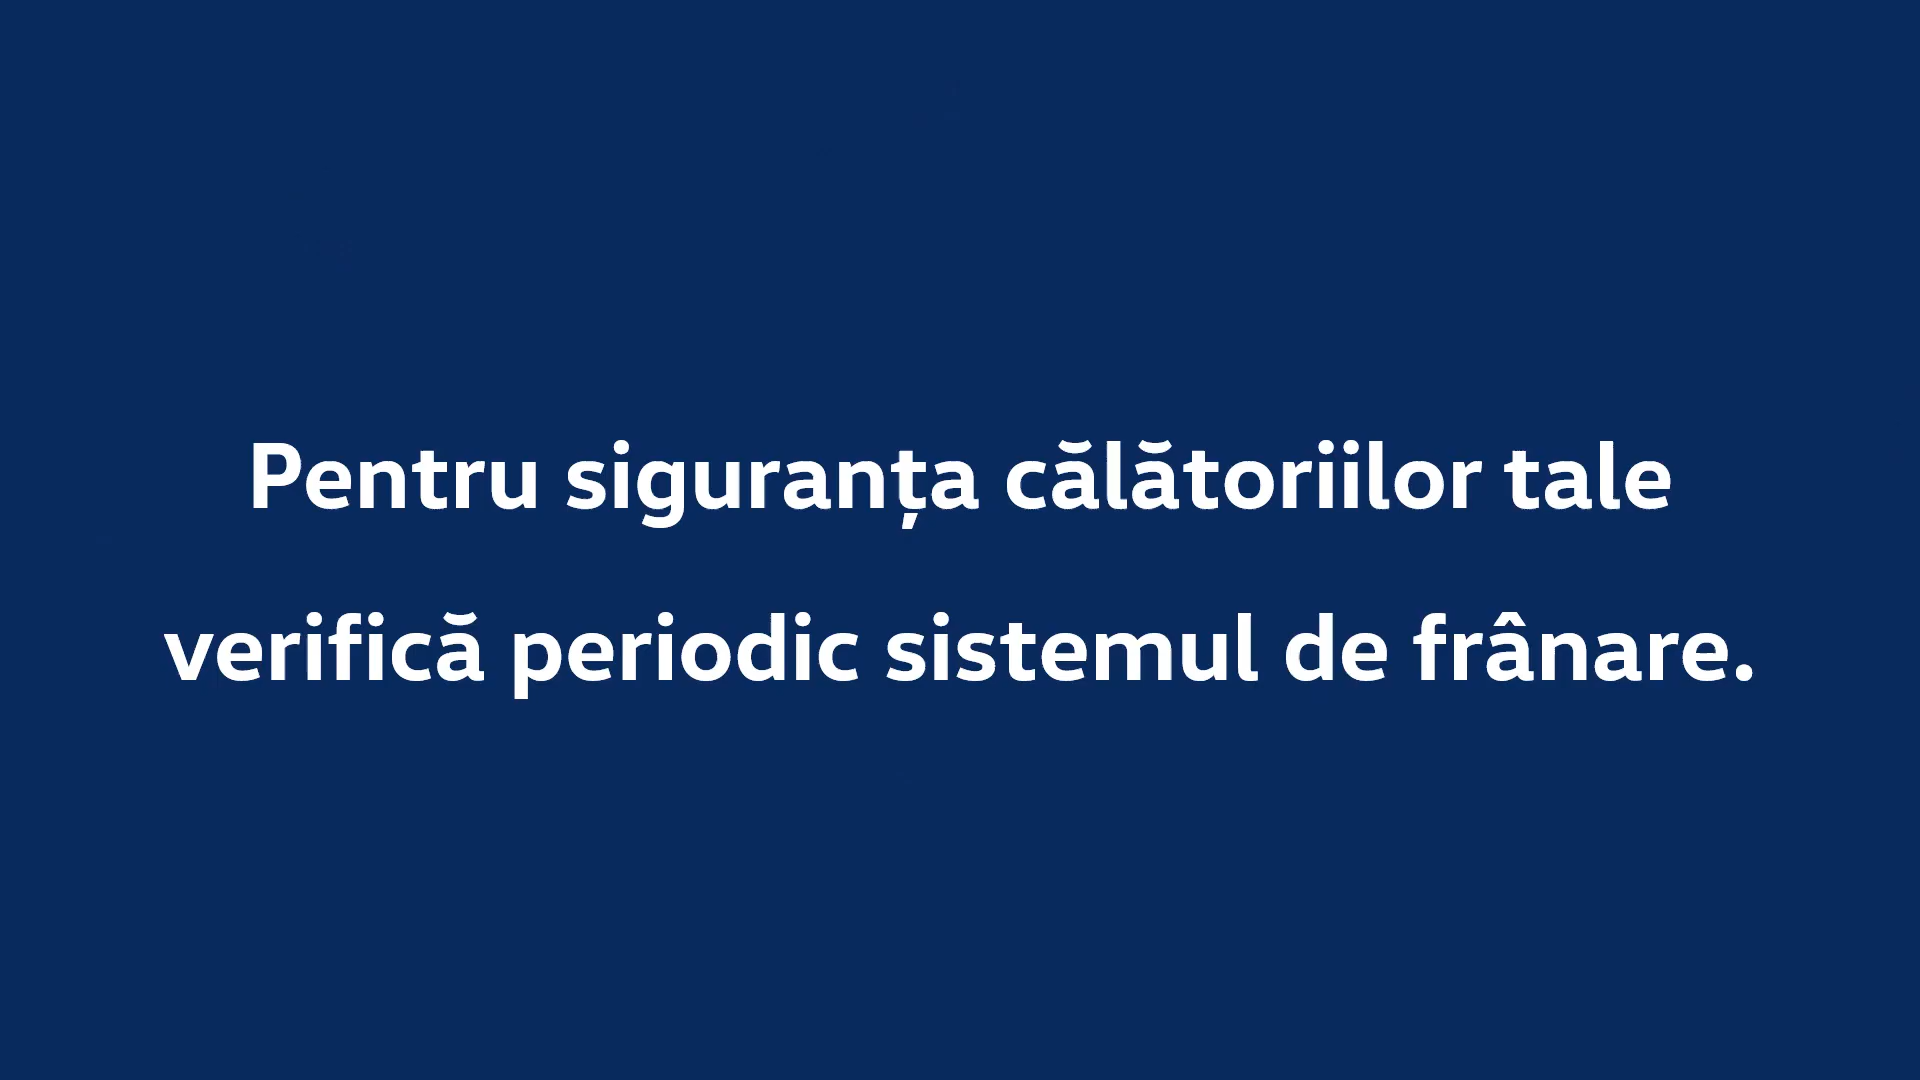 Pentru siguranța călătoriilor tale
verifică periodic sistemul de frânare.